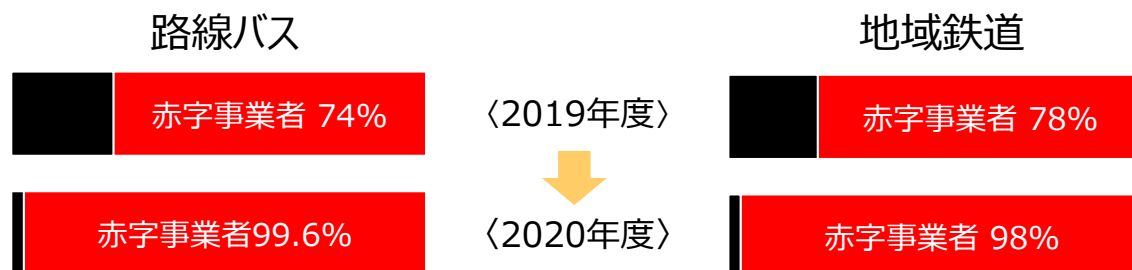 路線バス
地域鉄道
赤字事業者 74%
〈2019年度〉
赤字事業者 78%
赤字事業者99.6%
〈2020年度〉
赤字事業者 98%